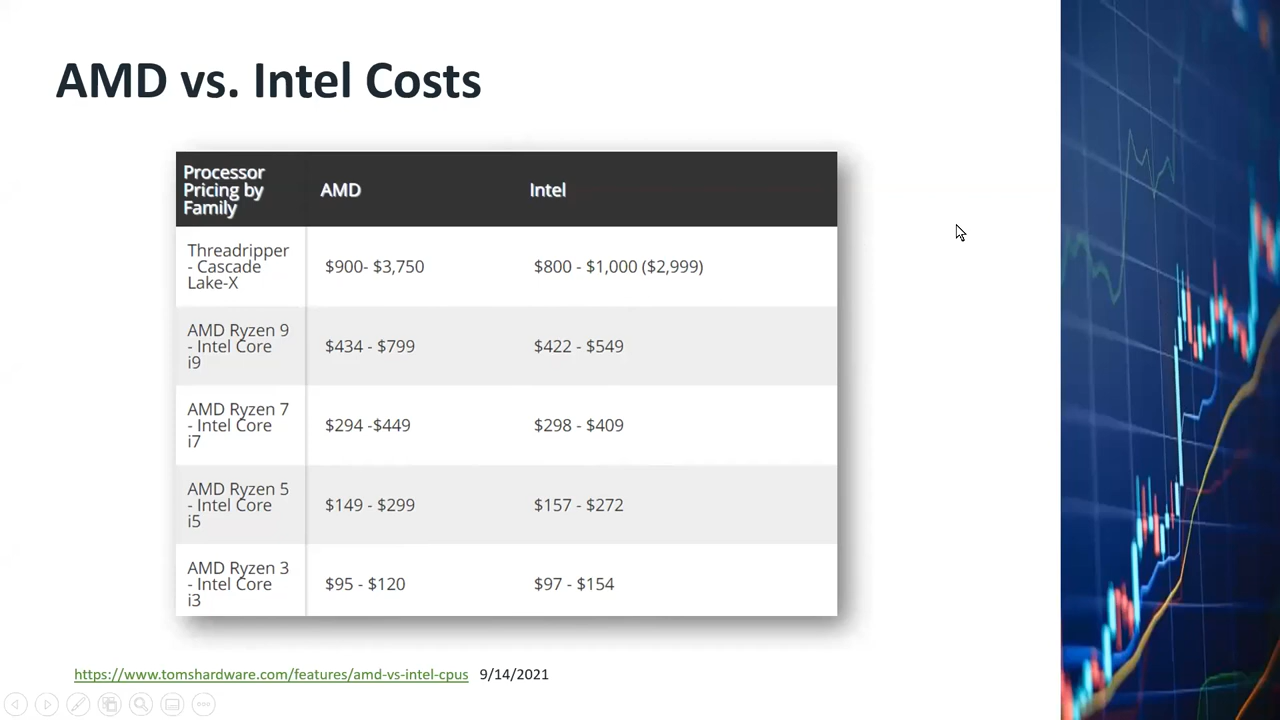 AMD vs. Intel Costs
Processor
Pricing by
Family
AMD
Intel
Threadripper
- Cascade
Lake-X
$900- $3,750
$800 - $1,000 ($2,999)
AMD Ryzen 9
- Intel Core
i9
$434 - $799
$422 - $549
AMD Ryzen 7
- Intel Core
i7
$294 -$449
$298 - $409
AMD Ryzen 5
- Intel Core
i5
$149 - $299
$157 - $272
AMD Ryzen 3
- Intel Core
i3
$95 - $120
$97 - $154
https://www.tomshardware.com/features/amd-vs-intel-cpus 9/14/2021